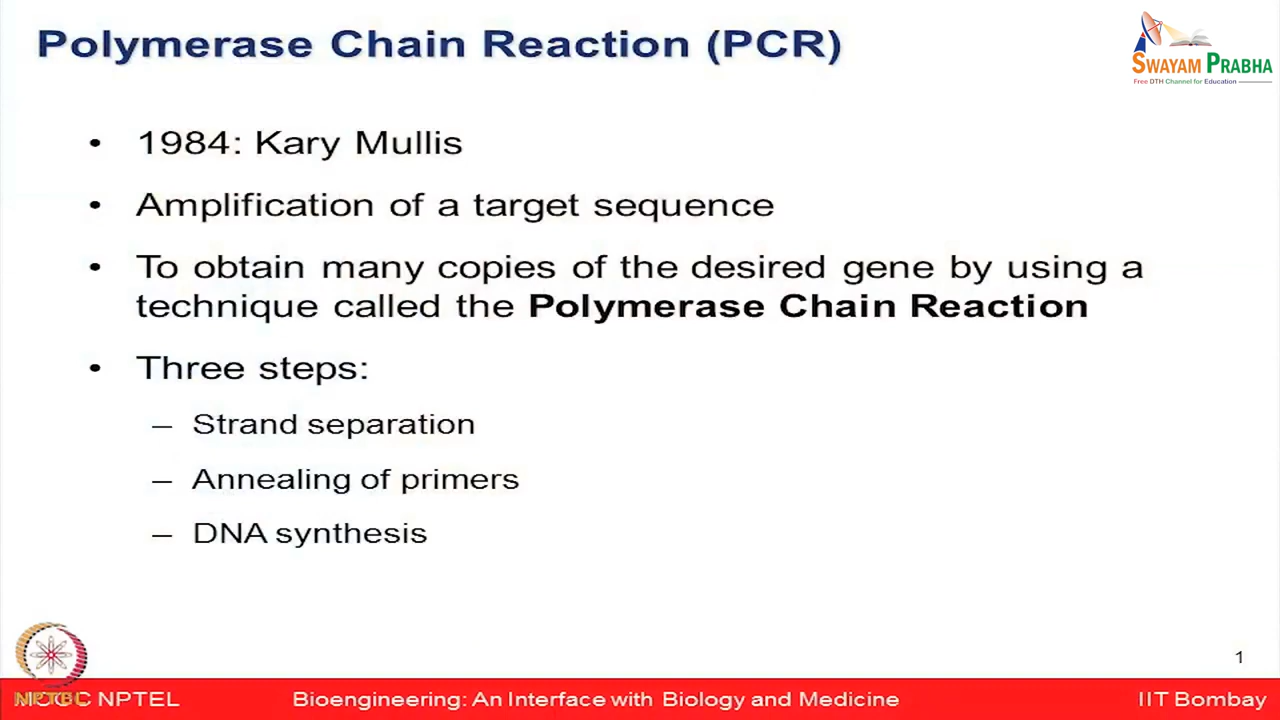 Polymerase Chain Reaction (PCR)
SWAYAM PRABHA
Free DTH Channel for Education
• 1984: Kary Mullis
• Amplification of a target sequence
• To obtain many copies of the desired gene by using a
technique called the Polymerase Chain Reaction
• Three steps:
– Strand separation
– Annealing of primers
– DNA synthesis
1
NPTEL
Bioengineering: An Interface with Biology and Medicine
IIT Bombay